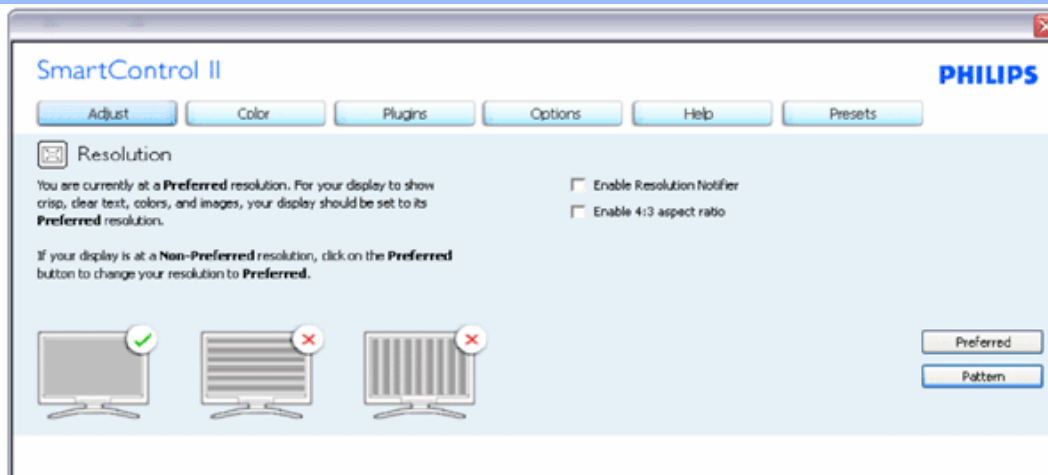 SmartControl II
PHILIPS
Adjust
Color
Plugins
Options
Help
Presets
Resolution
You are currently at a Preferred resolution. For your display to show
crisp, clear text, colors, and images, your display should be set to its
Preferred resolution.
If your display is at a Non-Preferred resolution, click on the Preferred
button to change your resolution to Preferred.
Enable Resolution Notifier
Enable 4:3 aspect ratio
Preferred
Pattern